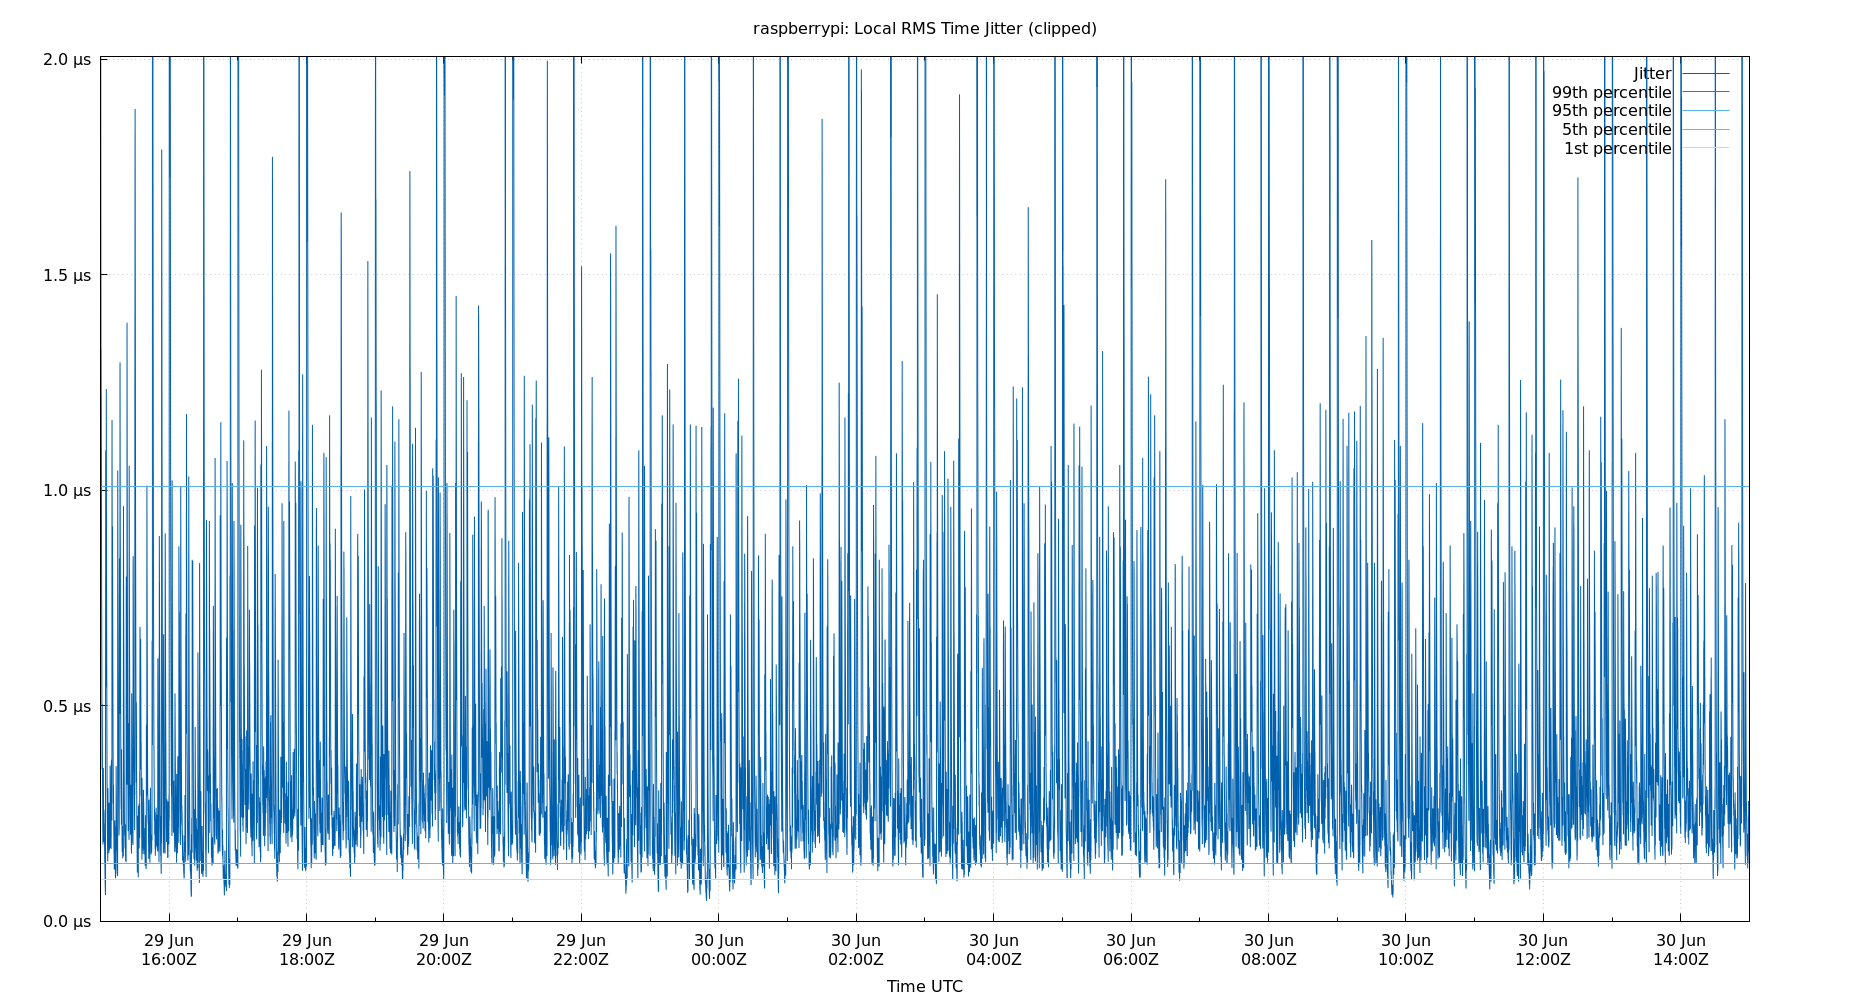 raspberrypi: Local RMS Time Jitter (clipped)
2.0 µs
1.5 µs
1.0 µs
0.5 µs
0.0 µs
Jitter
99th percentile
95th percentile
5th percentile
1st percentile
29 Jun 29 Jun 29 Jun 29 Jun 30 Jun 30 Jun 30 Jun 30 Jun 30 Jun 30 Jun 30 Jun 30 Jun
16:00Z 18:00Z 20:00Z 22:00Z 00:00Z 02:00Z 04:00Z 06:00Z 08:00Z 10:00Z 12:00Z 14:00Z
Time UTC